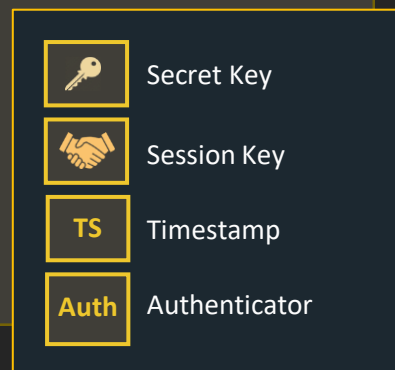 Secret Key
Session Key
TS Timestamp
Auth Authenticator